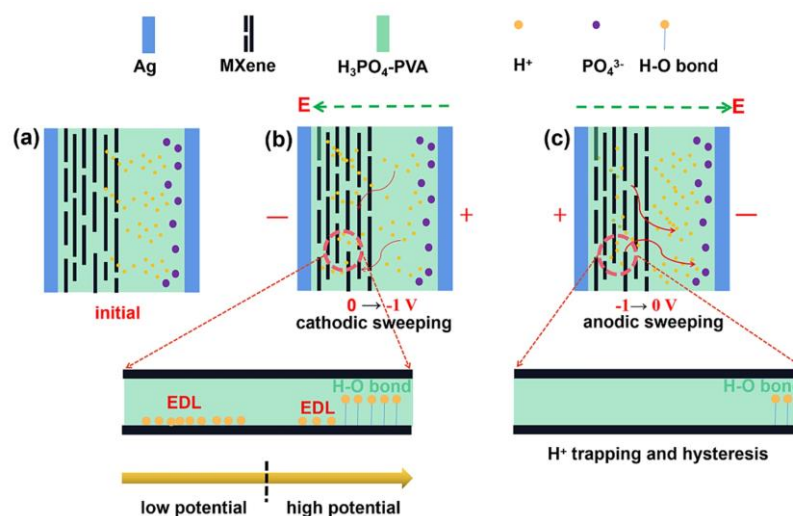 Ag
MXene
H₃PO₄-PVA
H⁺
PO₄³⁻
H-O bond
E
E
(a)
(b)
(c)
—
+
+
—
initial
0 → -1 V
cathodic sweeping
-1→ 0 V
anodic sweeping
H-O bond
EDL
EDL
H-O bond
H⁺ trapping and hysteresis
low potential
high potential